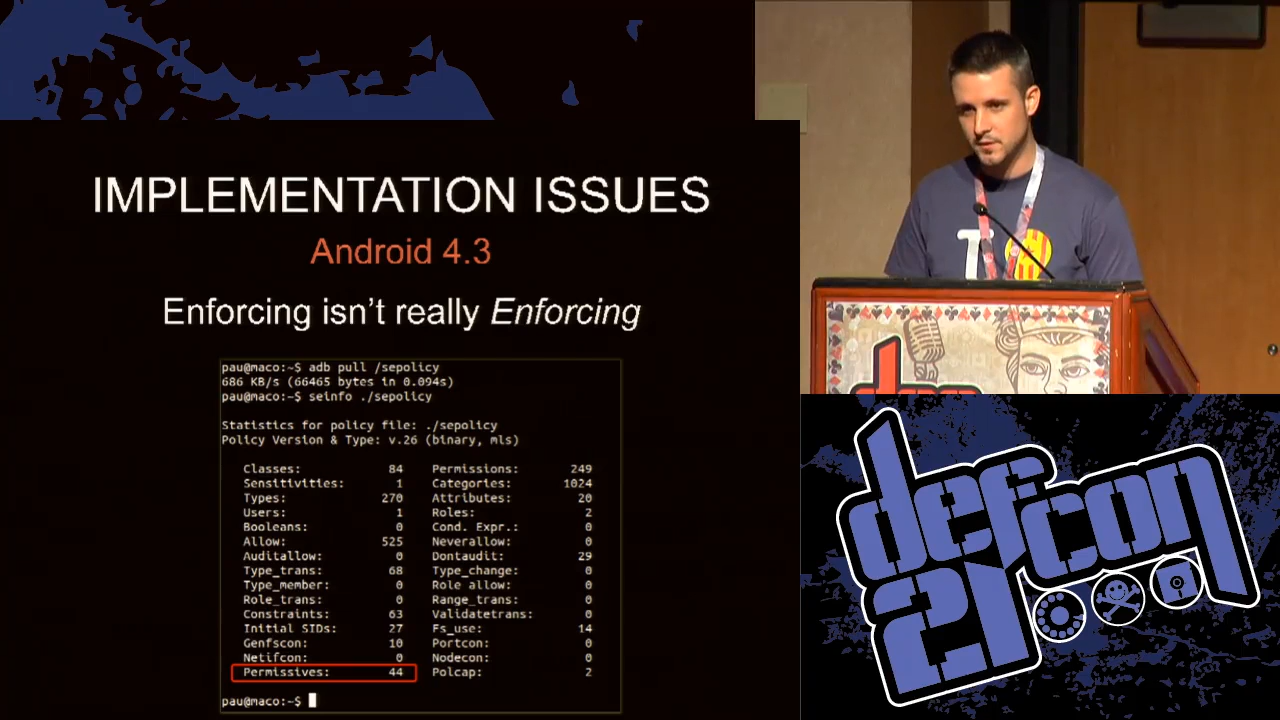 IMPLEMENTATION ISSUES
Android 4.3
Enforcing isn't really Enforcing
pau@maco:~$ adb pull /sepolicy
686 KB/s (66465 bytes in 0.094s)
pau@maco:~$ seinfo ./sepolicy
Statistics for policy file: ./sepolicy
Policy Version & Type: v.26 (binary, mls)
Classes: 84 Permissions: 249
Sensitivities: 1 Categories: 1024
Types: 270 Attributes: 20
Users: 1 Roles: 2
Booleans: 0 Cond. Expr.: 0
Allow: 525 Neverallow: 0
Auditallow: 0 Dontaudit: 29
Type_trans: 68 Type_change: 0
Type_member: 0 Role allow: 0
Role_trans: 0 Range_trans: 0
Constraints: 63 Validatetrans: 0
Initial SIDs: 27 Fs_use: 14
Genfscon: 10 Portcon: 0
Netifcon: 0 Nodecon: 0
Permissives: 44 Polcap: 2
pau@maco:~$
defcon
21